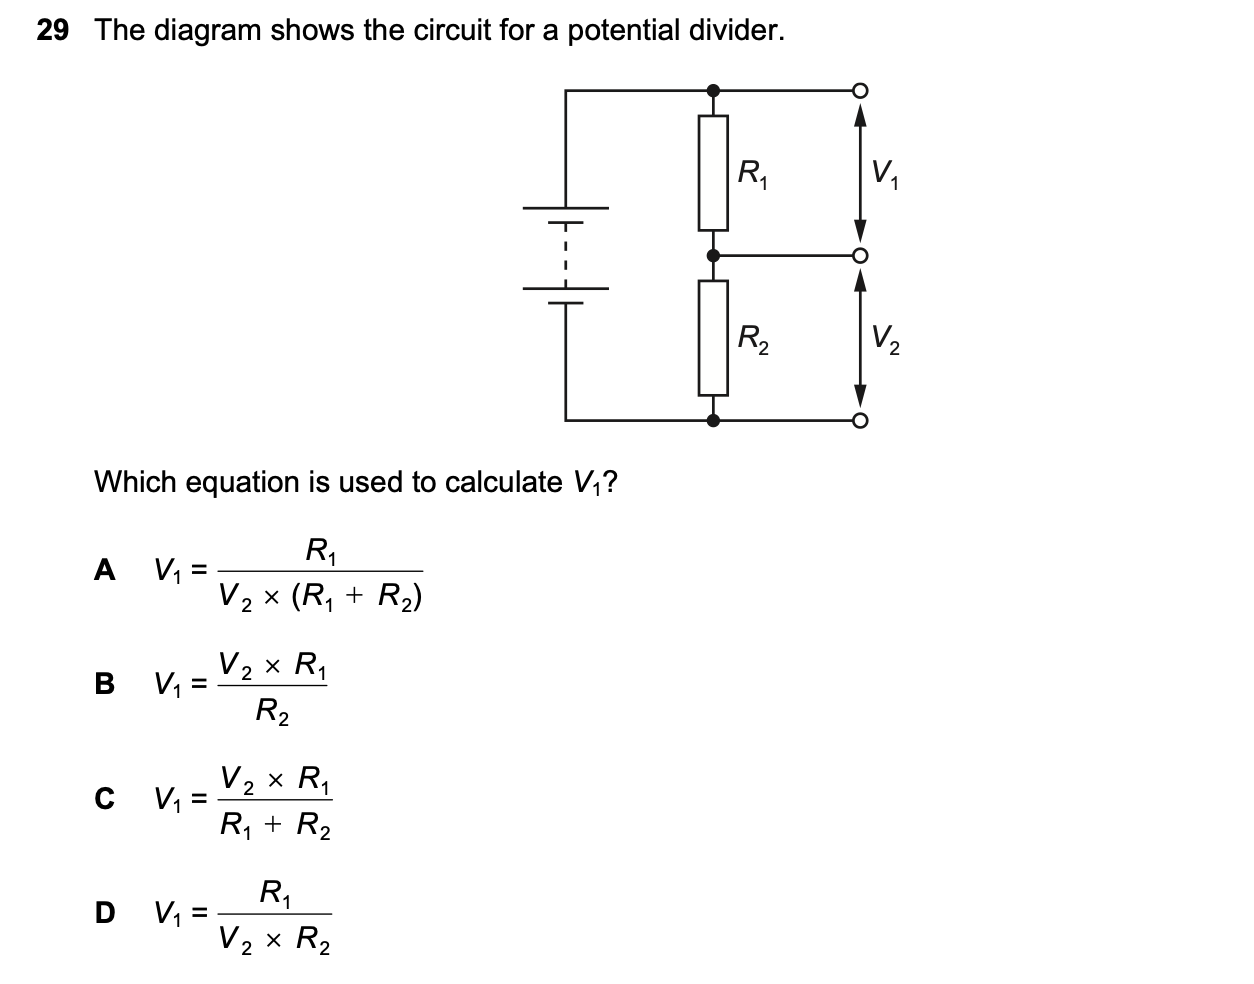 29 The diagram shows the circuit for a potential divider.
R₁
V₁
R₂
V₂
Which equation is used to calculate V₁?
A V₁ = R₁ / V₂ × (R₁ + R₂)
B V₁ = V₂ × R₁ / R₂
C V₁ = V₂ × R₁ / R₁ + R₂
D V₁ = R₁ / V₂ × R₂